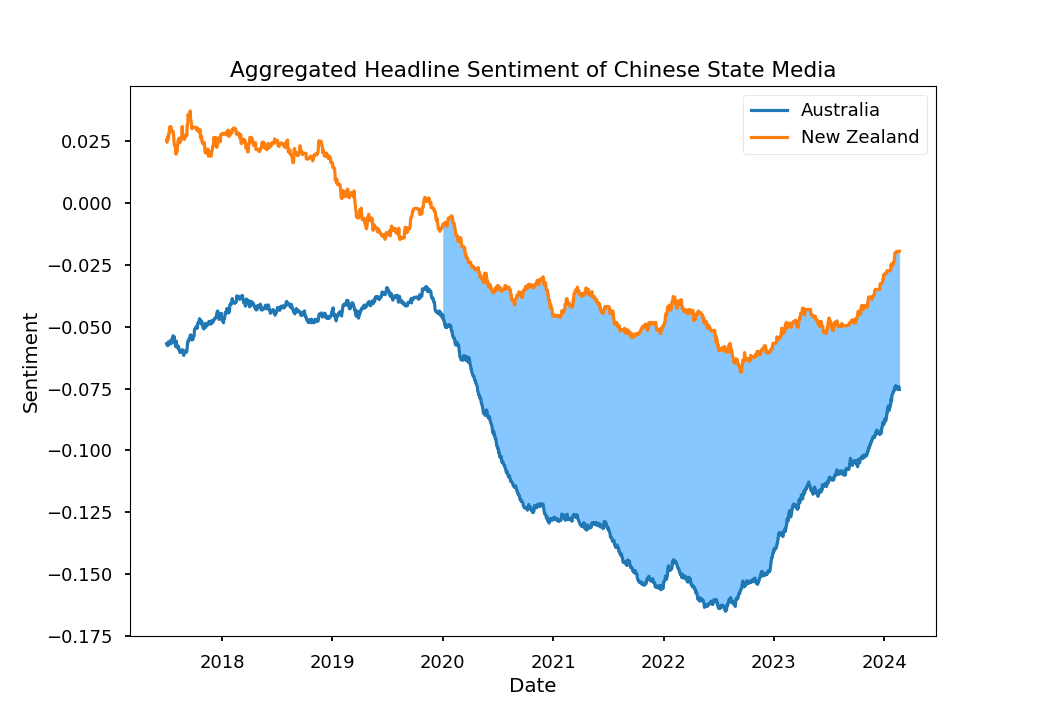 Aggregated Headline Sentiment of Chinese State Media
Australia
New Zealand
0.025
0.000
−0.025
−0.050
−0.075
−0.100
−0.125
−0.150
−0.175
Sentiment
2018 2019 2020 2021 2022 2023 2024
Date